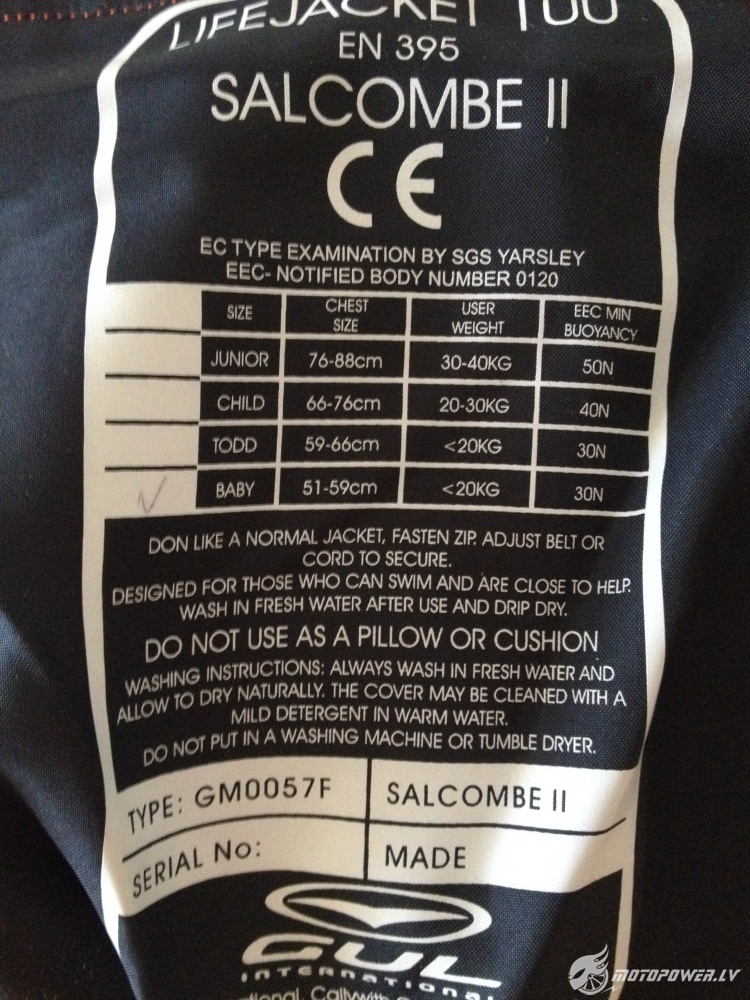 LIFEJACKET 100
EN 395
SALCOMBE II
CE
EC TYPE EXAMINATION BY SGS YARSLEY
EEC- NOTIFIED BODY NUMBER 0120
SIZE CHEST SIZE USER WEIGHT EEC MIN BUOYANCY
JUNIOR 76-88cm 30-40KG 50N
CHILD 66-76cm 20-30KG 40N
TODD 59-66cm <20KG 30N
BABY 51-59cm <20KG 30N
DON LIKE A NORMAL JACKET, FASTEN ZIP. ADJUST BELT OR
CORD TO SECURE.
DESIGNED FOR THOSE WHO CAN SWIM AND ARE CLOSE TO HELP.
WASH IN FRESH WATER AFTER USE AND DRIP DRY.
DO NOT USE AS A PILLOW OR CUSHION
WASHING INSTRUCTIONS: ALWAYS WASH IN FRESH WATER AND
ALLOW TO DRY NATURALLY. THE COVER MAY BE CLEANED WITH A
MILD DETERGENT IN WARM WATER.
DO NOT PUT IN A WASHING MACHINE OR TUMBLE DRYER.
TYPE: GM0057F SALCOMBE II
SERIAL No: MADE
GUL
INTERNATIONAL
MOTOPOWER.LV